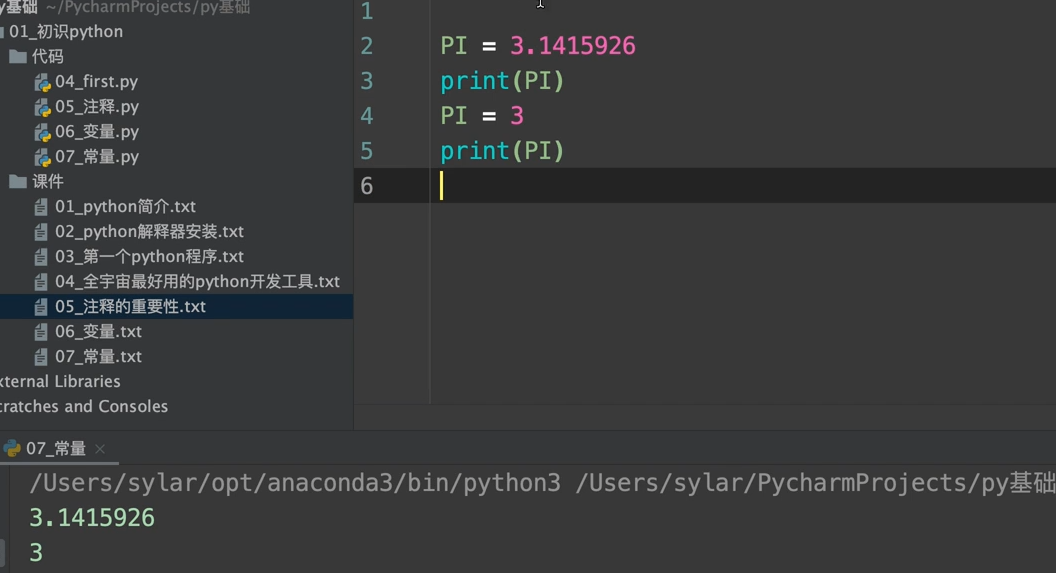 py基础 ~/PycharmProjects/py基础
01_初识python
代码
04_first.py
05_注释.py
06_变量.py
07_常量.py
课件
01_python简介.txt
02_python解释器安装.txt
03_第一个python程序.txt
04_全宇宙最好用的python开发工具.txt
05_注释的重要性.txt
06_变量.txt
07_常量.txt
xternal Libraries
cratches and Consoles
1
2 PI = 3.1415926
3 print(PI)
4 PI = 3
5 print(PI)
6
07_常量 ×
/Users/sylar/opt/anaconda3/bin/python3 /Users/sylar/PycharmProjects/py基础
3.1415926
3